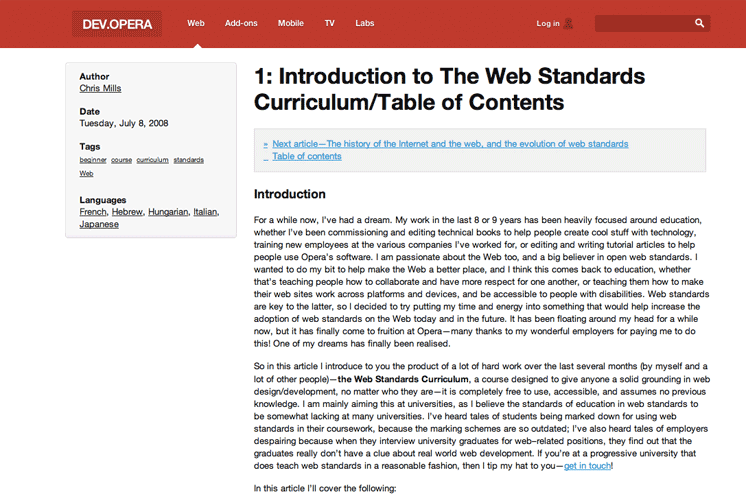 DEV.OPERA
Web Add-ons Mobile TV Labs
Log in
Author
Chris Mills
Date
Tuesday, July 8, 2008
Tags
beginner course curriculum standards
Web
Languages
French, Hebrew, Hungarian, Italian,
Japanese
1: Introduction to The Web Standards
Curriculum/Table of Contents
Next article—The history of the Internet and the web, and the evolution of web standards
Table of contents
Introduction
For a while now, I've had a dream. My work in the last 8 or 9 years has been heavily focused around education,
whether I've been commissioning and editing technical books to help people create cool stuff with technology,
training new employees at the various companies I've worked for, or editing and writing tutorial articles to help
people use Opera's software. I am passionate about the Web too, and a big believer in open web standards. I
wanted to do my bit to help make the Web a better place, and I think this comes back to education, whether
that's teaching people how to collaborate and have more respect for one another, or teaching them how to make
their web sites work across platforms and devices, and be accessible to people with disabilities. Web standards
are key to the latter, so I decided to try putting my time and energy into something that would help increase the
adoption of web standards on the Web today and in the future. It has been floating around my head for a while
now, but it has finally come to fruition at Opera—many thanks to my wonderful employers for paying me to do
this! One of my dreams has finally been realised.
So in this article I introduce to you the product of a lot of hard work over the last several months (by myself and a
lot of other people)—the Web Standards Curriculum, a course designed to give anyone a solid grounding in web
design/development, no matter who they are—it is completely free to use, accessible, and assumes no previous
knowledge. I am mainly aiming this at universities, as I believe the standards of education in web standards to
be somewhat lacking at many universities. I've heard tales of students being marked down for using web
standards in their coursework, because the marking schemes are so outdated; I've also heard tales of employers
despairing because when they interview university graduates for web–related positions, they find out that the
graduates really don't have a clue about real world web development. If you're at a progressive university that
does teach web standards in a reasonable fashion, then I tip my hat to you—get in touch!
In this article I'll cover the following: